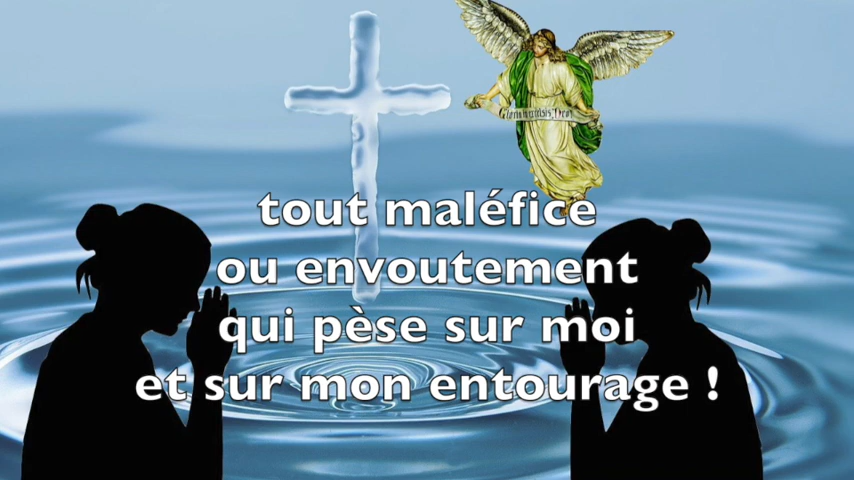 tout maléfice
ou envoutement
qui pèse sur moi
et sur mon entourage !